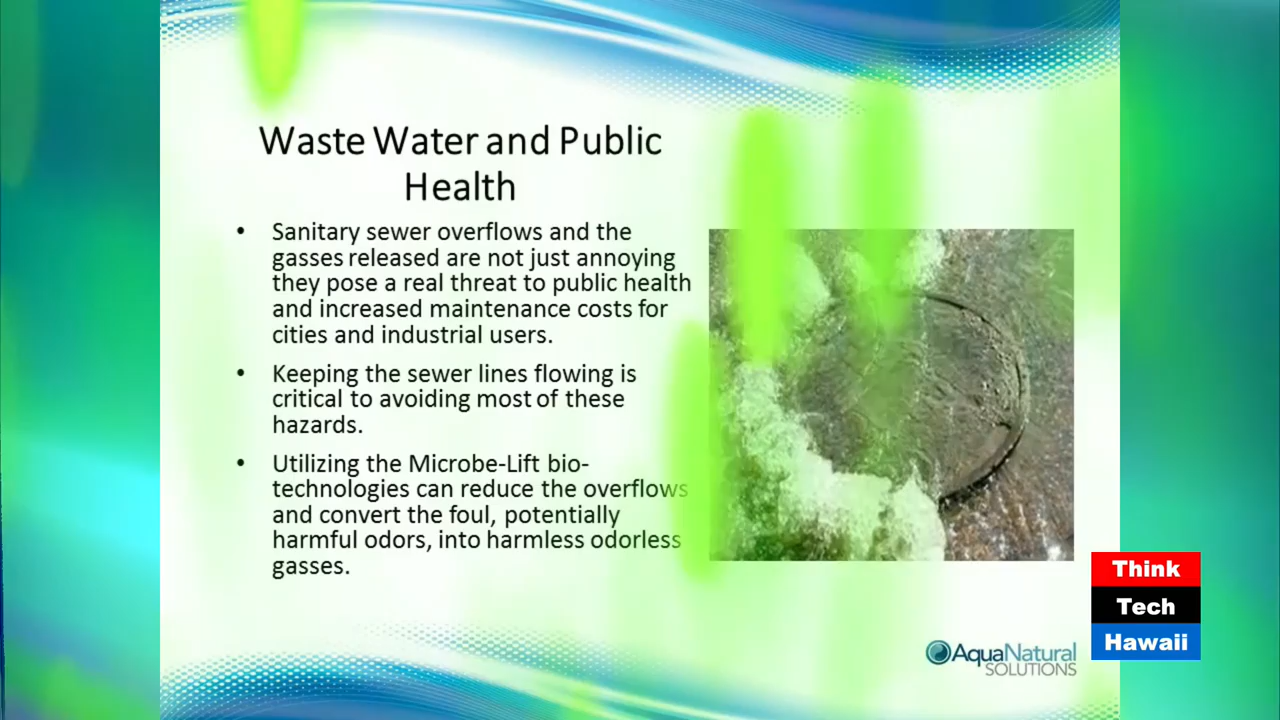 Waste Water and Public
Health
• Sanitary sewer overflows and the
gasses released are not just annoying
they pose a real threat to public health
and increased maintenance costs for
cities and industrial users.
• Keeping the sewer lines flowing is
critical to avoiding most of these
hazards.
• Utilizing the Microbe-Lift bio-
technologies can reduce the overflows
and convert the foul, potentially
harmful odors, into harmless odorless
gasses.
Think
Tech
Hawaii
AquaNatural
SOLUTIONS